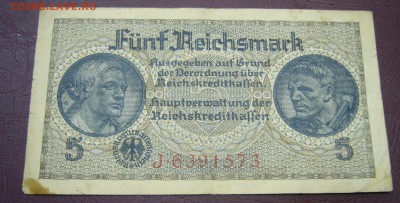 coins.lave.ru
Fünf Reichsmark
Ausgegeben auf Grund
der Verordnung über
Reichskreditkassen
Hauptverwaltung der
Reichskreditkassen
5
5
J·6391573